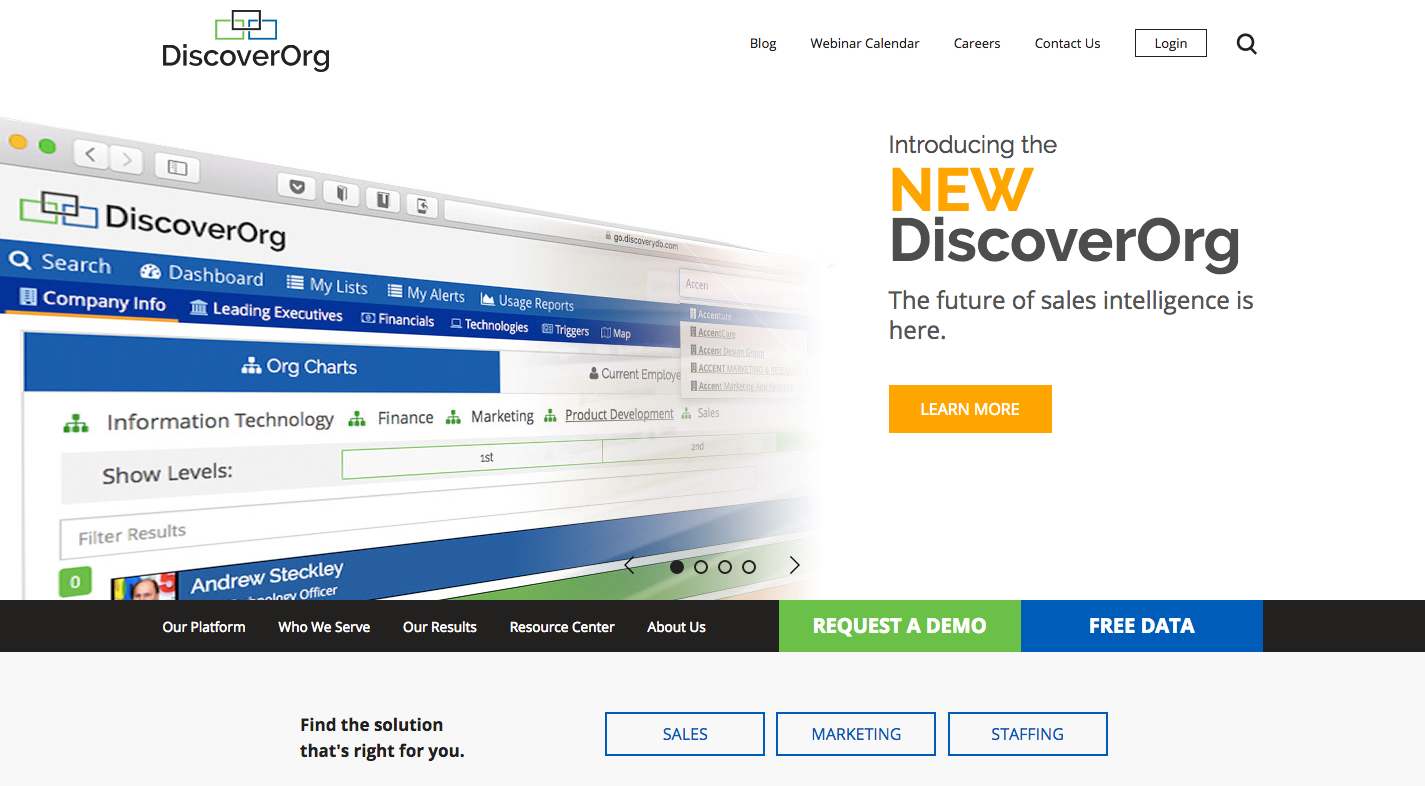 DiscoverOrg
Blog
Webinar Calendar
Careers
Contact Us
Login
go.discoverydb.com
DiscoverOrg
Search
Dashboard
My Lists
My Alerts
Usage Reports
Accen
Company Info
Leading Executives
Financials
Technologies
Triggers
Map
Accenture
AccentCare
Accent Design Group
ACCENT MARKETING &
Accent Marketing And
Org Charts
Current Employe
Information Technology
Finance
Marketing
Product Development
Sales
Show Levels:
1st
2nd
Filter Results
0
Andrew Steckley
Officer
Introducing the
NEW
DiscoverOrg
The future of sales intelligence is
here.
LEARN MORE
Our Platform
Who We Serve
Our Results
Resource Center
About Us
REQUEST A DEMO
FREE DATA
Find the solution
that's right for you.
SALES
MARKETING
STAFFING